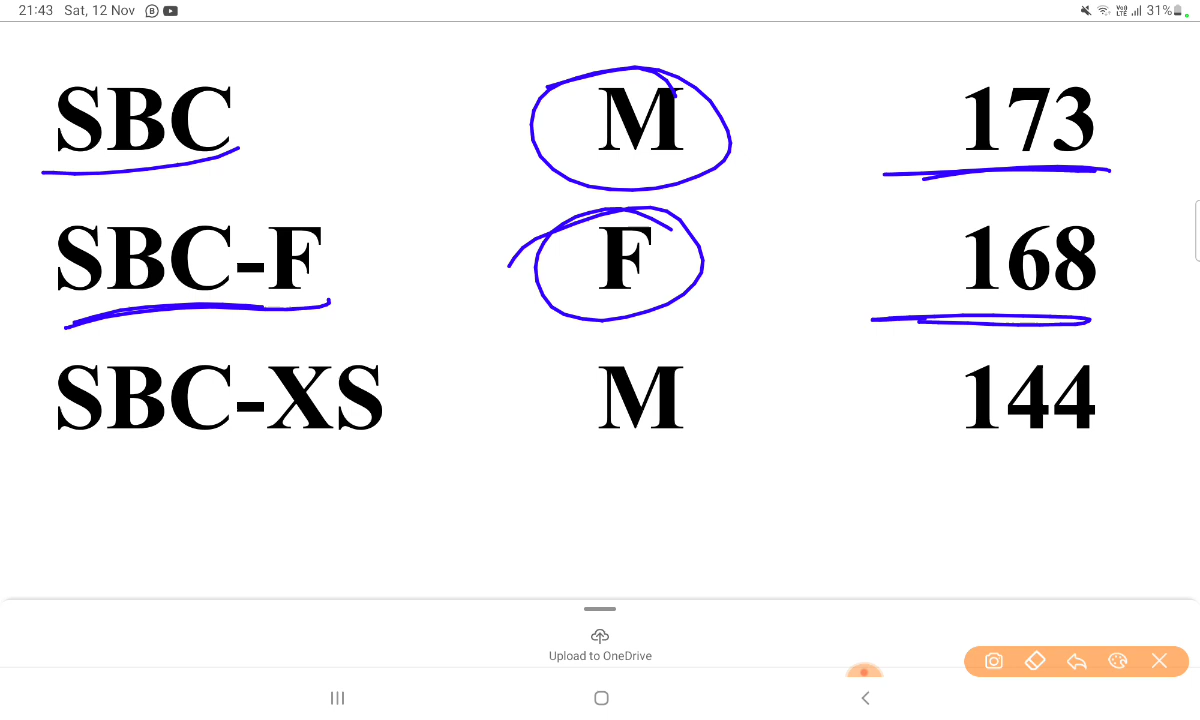 21:43 Sat, 12 Nov 31%
SBC M 173
SBC-F F 168
SBC-XS M 144
Upload to OneDrive